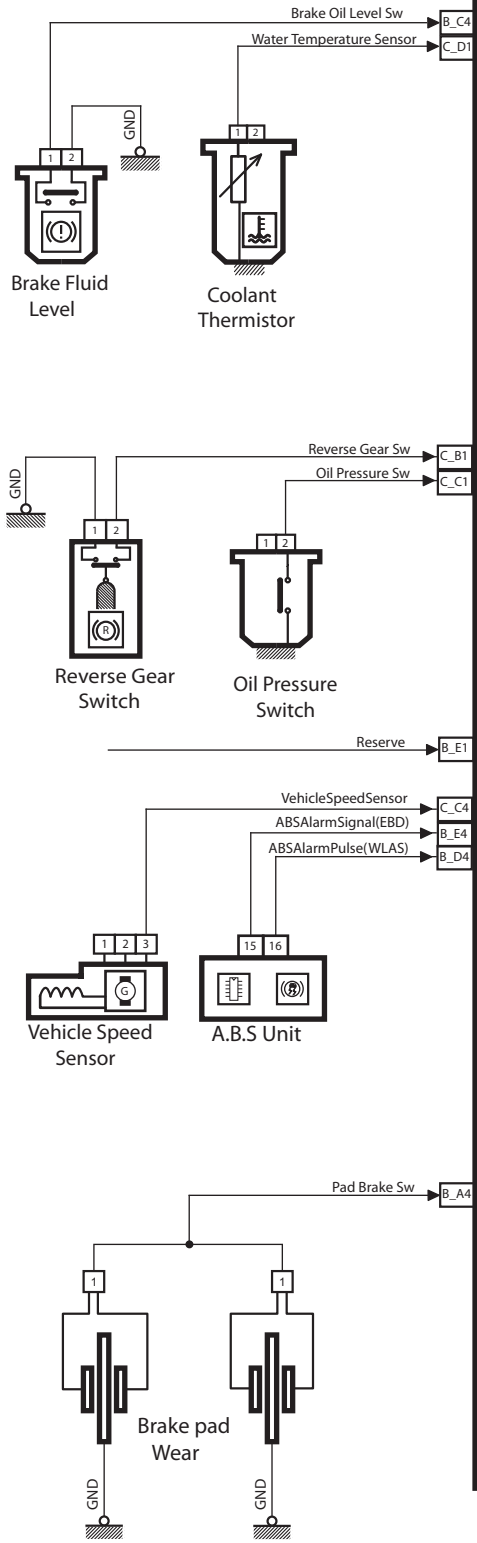 Brake Oil Level Sw
B_C4
Water Temperature Sensor
C_D1
GND
1 2
1 2
Brake Fluid
Level
Coolant
Thermistor
Reverse Gear Sw
C_B1
Oil Pressure Sw
C_C1
GND
1 2
1 2
R
Reverse Gear
Switch
Oil Pressure
Switch
Reserve
B_E1
VehicleSpeedSensor
C_C4
ABSAlarmSignal(EBD)
B_E4
ABSAlarmPulse(WLAS)
B_D4
1 2 3
15 16
G
Vehicle Speed
Sensor
A.B.S Unit
Pad Brake Sw
B_A4
1
1
Brake pad
Wear
GND
GND